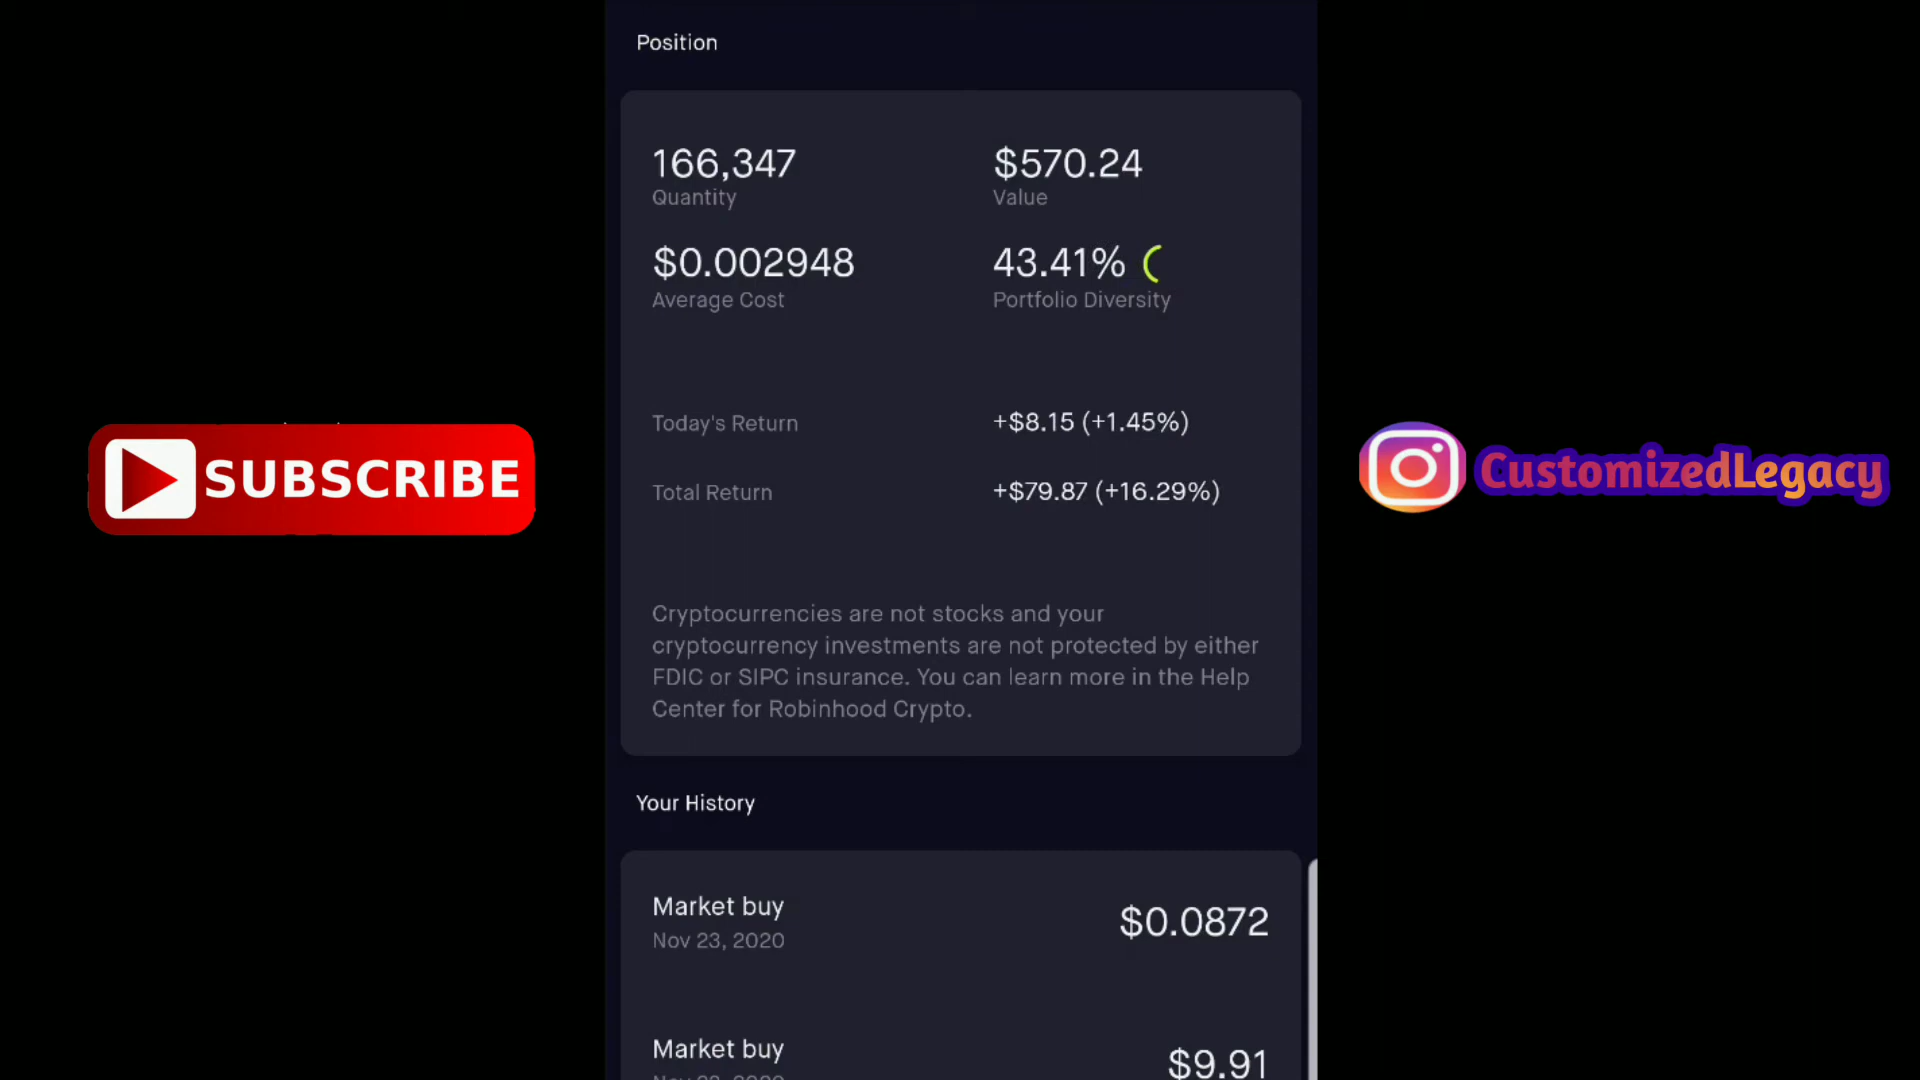 Position
166,347
Quantity
$570.24
Value
$0.002948
Average Cost
43.41%
Portfolio Diversity
Today's Return
+$8.15 (+1.45%)
Total Return
+$79.87 (+16.29%)
SUBSCRIBE
CustomizedLegacy
Cryptocurrencies are not stocks and your
cryptocurrency investments are not protected by either
FDIC or SIPC insurance. You can learn more in the Help
Center for Robinhood Crypto.
Your History
Market buy
Nov 23, 2020
$0.0872
Market buy
$9.91